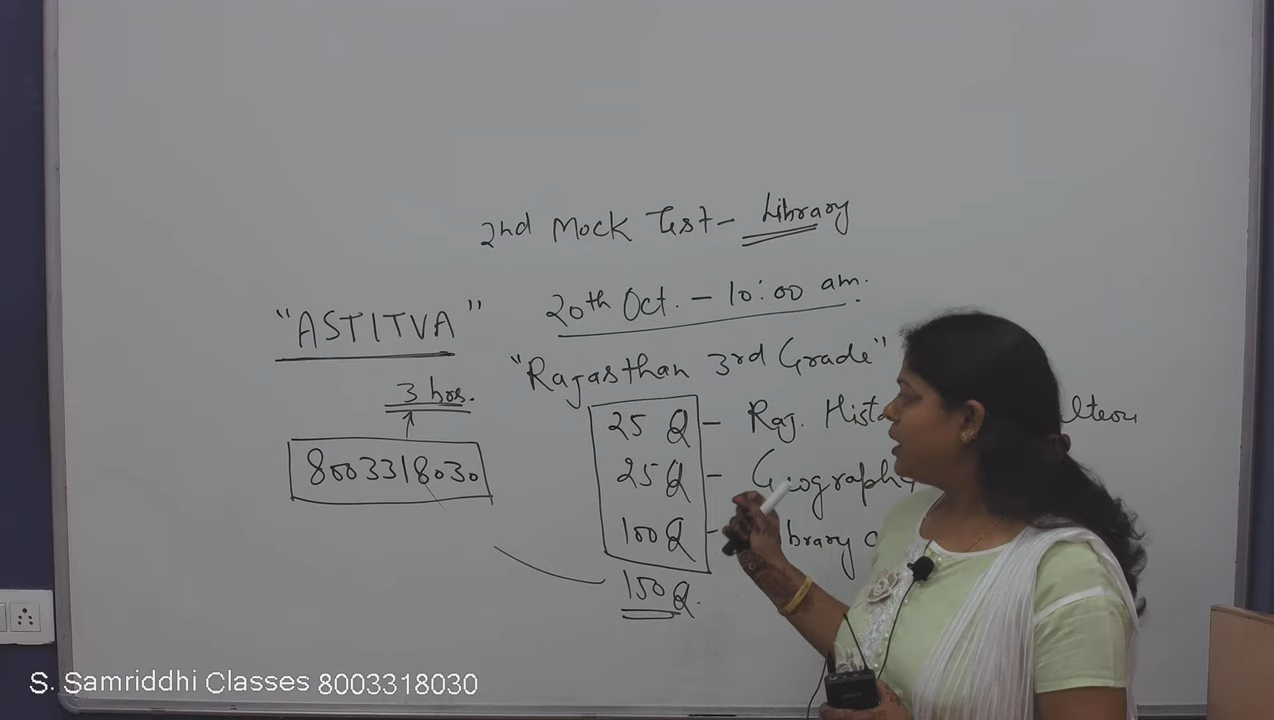 2nd Mock Test- Library
20th Oct. - 10:00 am.
"ASTITVA"
"Rajasthan 3rd Grade"
3 hrs.
25 Q - Raj.
8003318030
25 Q - Geography
100 Q -
150 Q.
S. Samriddhi Classes 8003318030